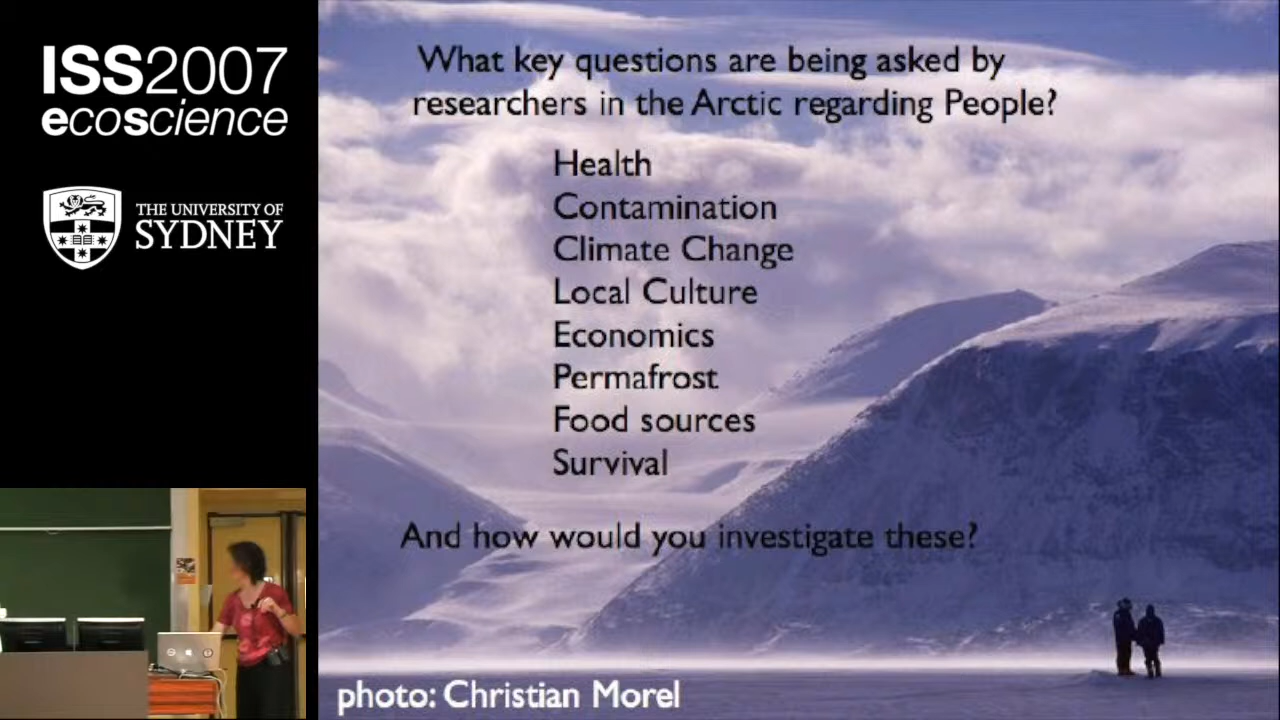 ISS2007
ecoscience
THE UNIVERSITY OF
SYDNEY
What key questions are being asked by
researchers in the Arctic regarding People?
Health
Contamination
Climate Change
Local Culture
Economics
Permafrost
Food sources
Survival
And how would you investigate these?
photo: Christian Morel